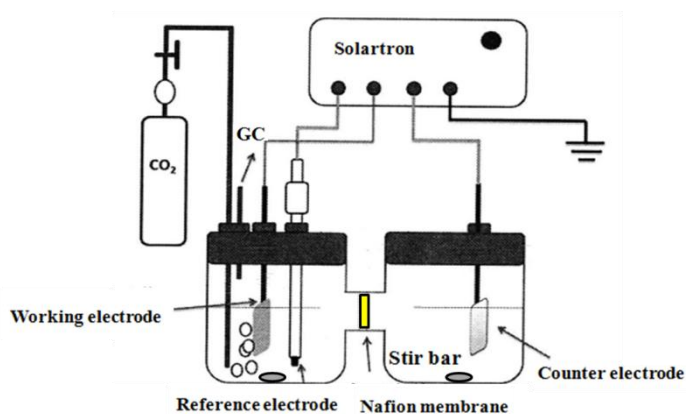 Solartron
GC
CO₂
Working electrode
Stir bar
Counter electrode
Reference electrode
Nafion membrane